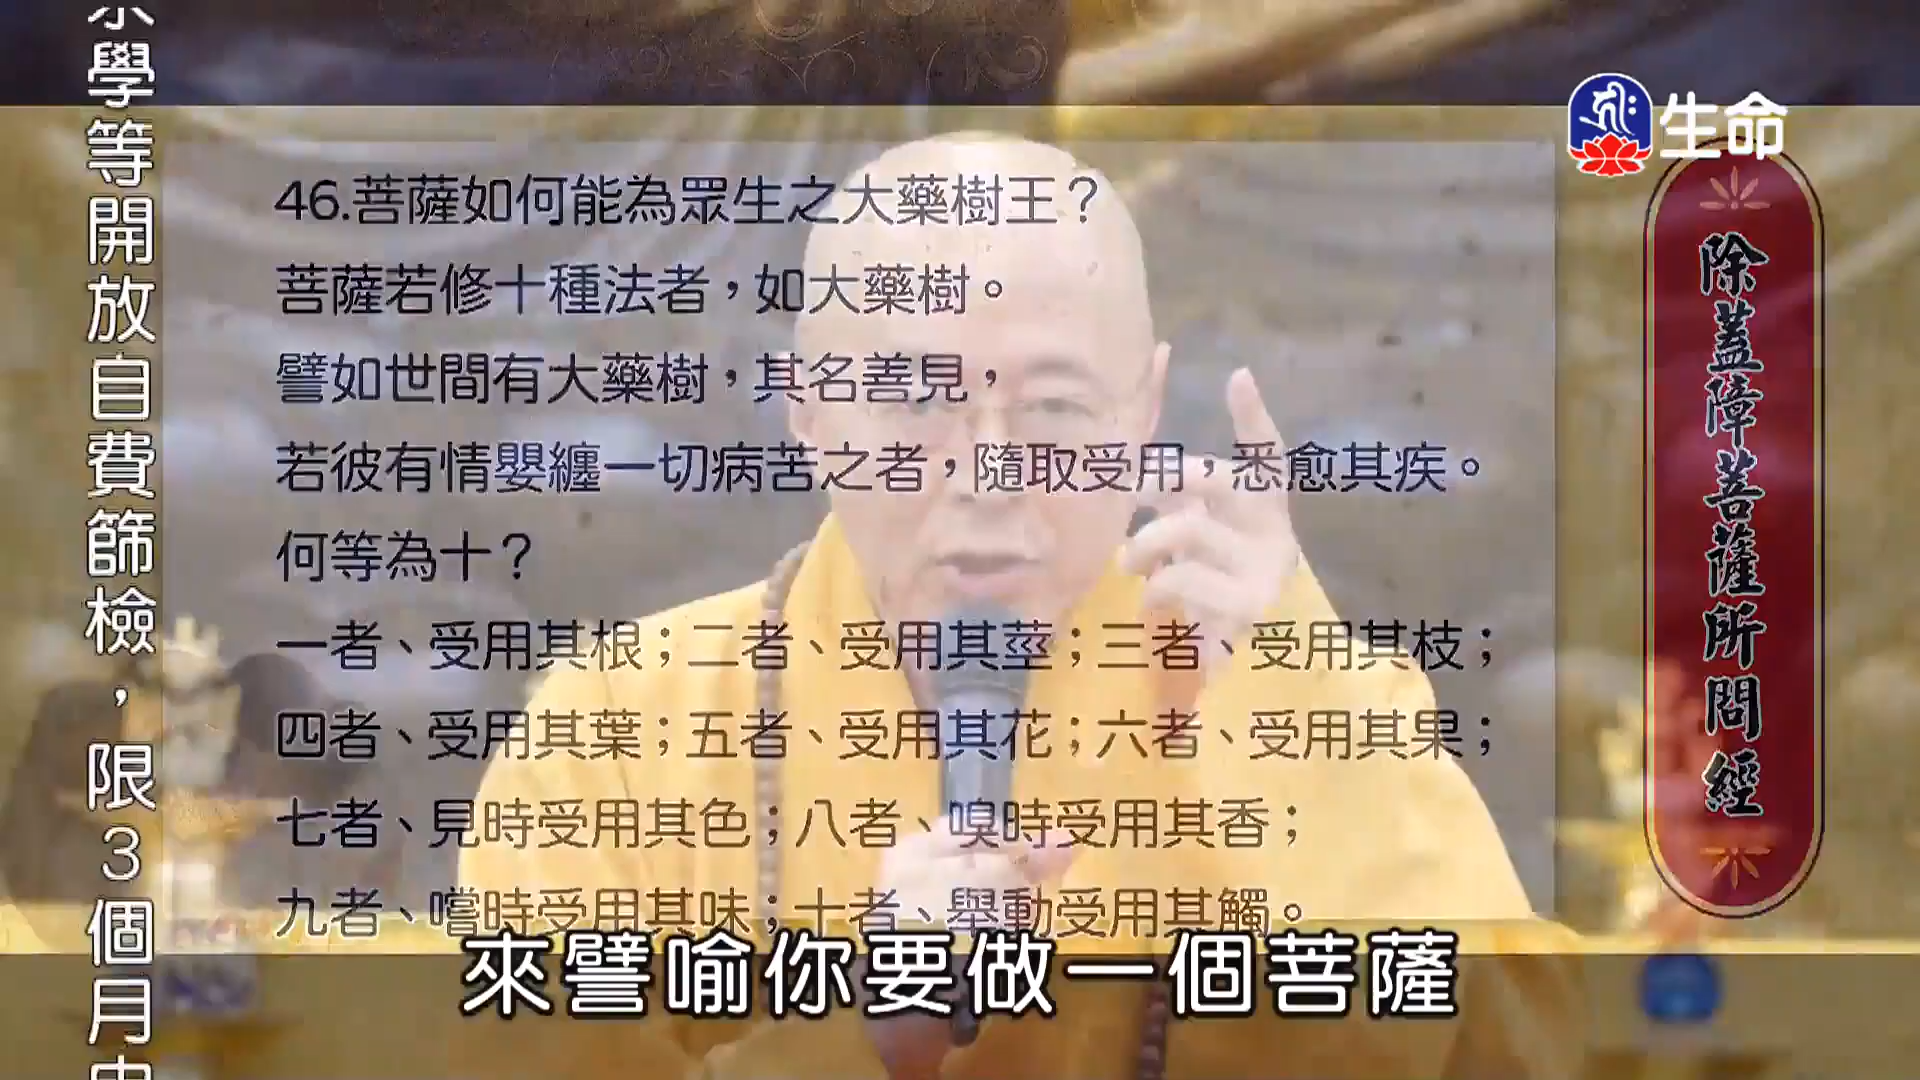 46.菩薩如何能為眾生之大藥樹王？
菩薩若修十種法者，如大藥樹。
譬如世間有大藥樹，其名善見，
若彼有情嬰纏一切病苦之者，隨取受用，悉愈其疾。
何等為十？
一者、受用其根；二者、受用其莖；三者、受用其枝；
四者、受用其葉；五者、受用其花；六者、受用其果；
七者、見時受用其色；八者、嗅時受用其香；
九者、嚐時受用其味；十者、舉動受用其觸。
來譬喻你要做一個菩薩
生命
除蓋障菩薩所問經
學等開放自費篩檢，限3個月